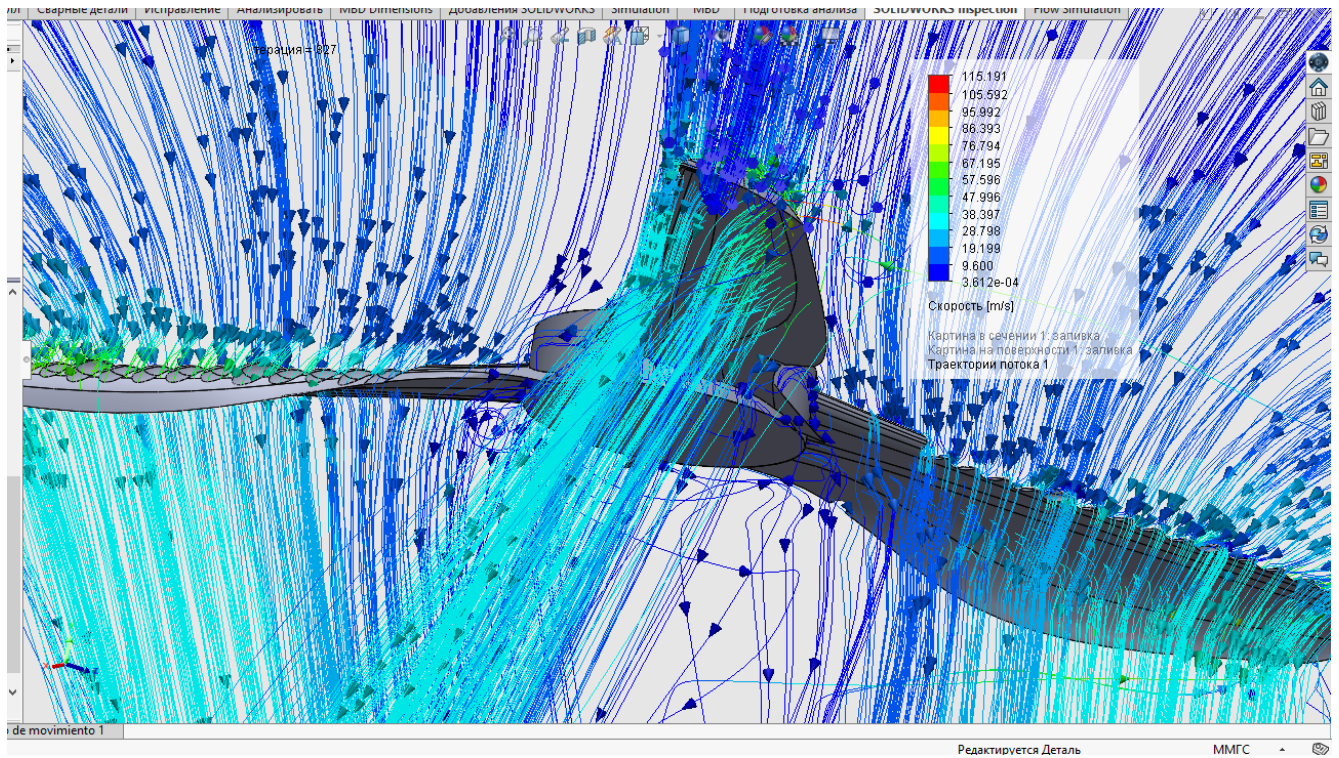 Сварные детали Исправление Анализировать MBD Dimensions Добавления SOLIDWORKS Simulation MBD Подготовка анализа SOLIDWORKS Inspection Flow Simulation
терация = 827
115.191
105.592
95.992
86.393
76.794
67.195
57.596
47.996
38.397
28.798
19.199
9.600
3.612e-04
Скорость [m/s]
Картина в сечении 1: заливка
Картина на поверхности 1: заливка
Траектории потока 1
o de movimiento 1
Редактируется Деталь ММГС